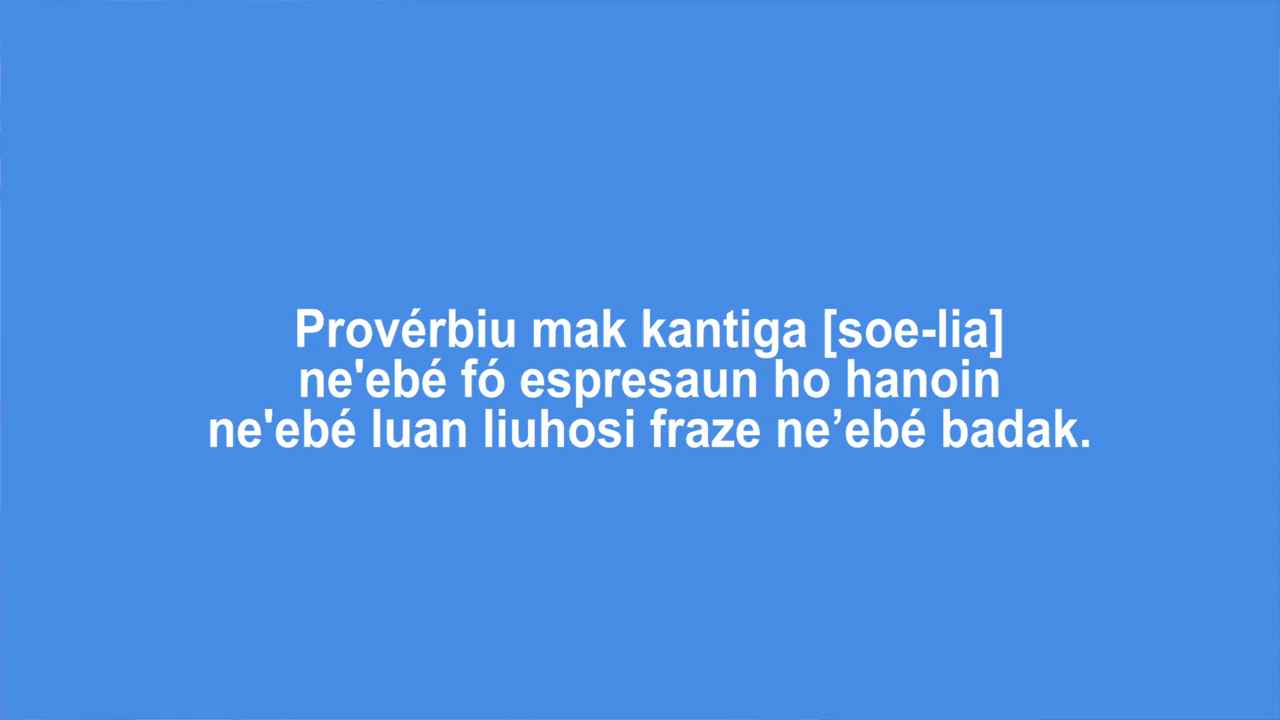 Provérbiu mak kantiga [soe-lia]
ne'ebé fó espresaun ho hanoin
ne'ebé luan liuhosi fraze ne’ebé badak.